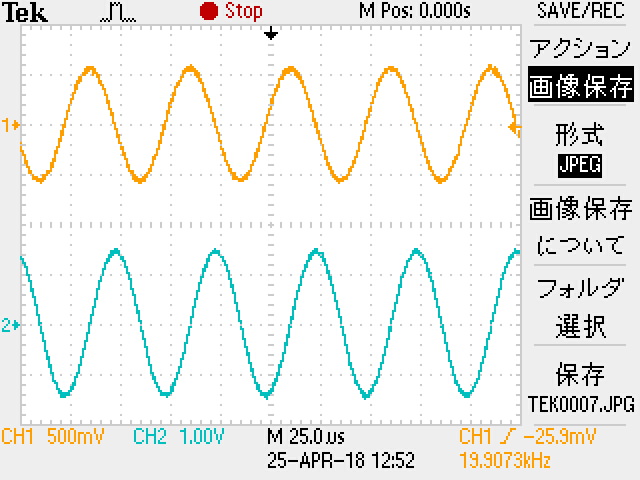 Tek Stop M Pos: 0.000s SAVE/REC
アクション
画像保存
1
形式
JPEG
画像保存
について
フォルダ
選択
2
保存
TEK0007.JPG
CH1 500mV CH2 1.00V M 25.0us CH1 -25.9mV
25-APR-18 12:52 19.9073kHz